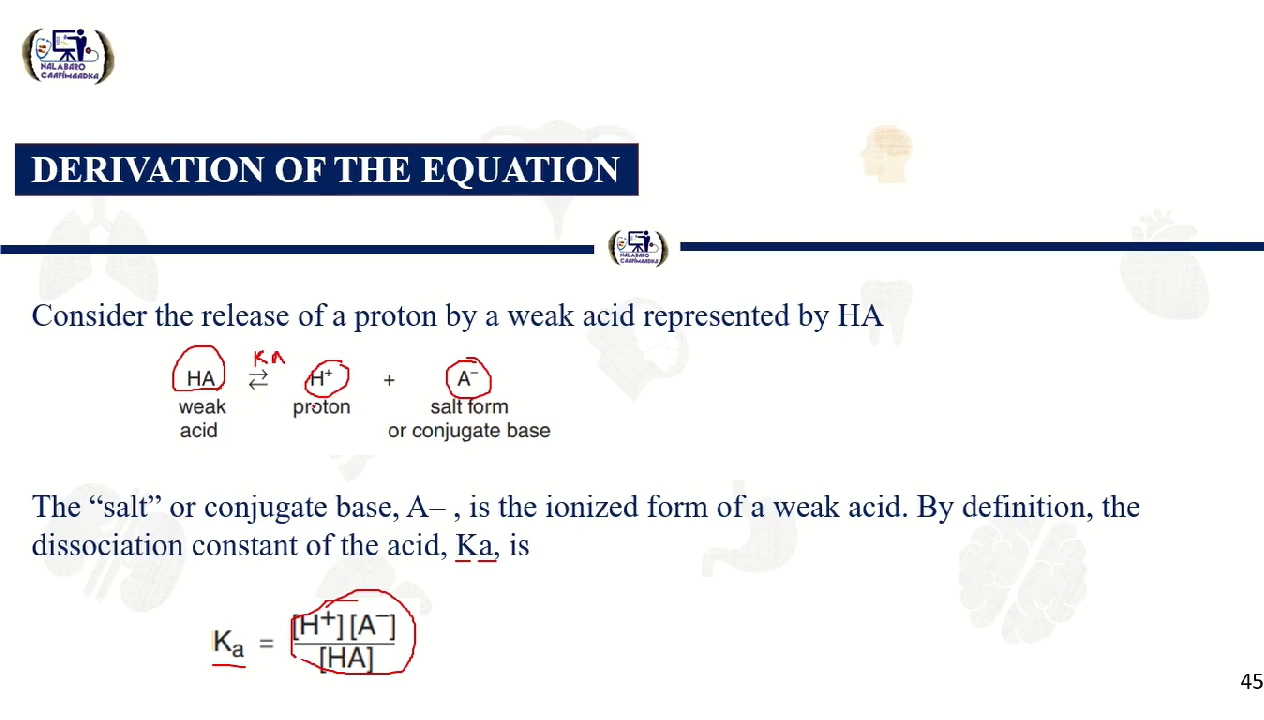 NALABARO
CAAFIMAADKA
DERIVATION OF THE EQUATION
NALABARO
CAAFIMAADKA
Consider the release of a proton by a weak acid represented by HA
Ka
HA ⇄ H⁺ + A⁻
weak proton salt form
acid or conjugate base
The “salt” or conjugate base, A– , is the ionized form of a weak acid. By definition, the
dissociation constant of the acid, Ka, is
Kₐ = [H⁺][A⁻]
[HA]
45